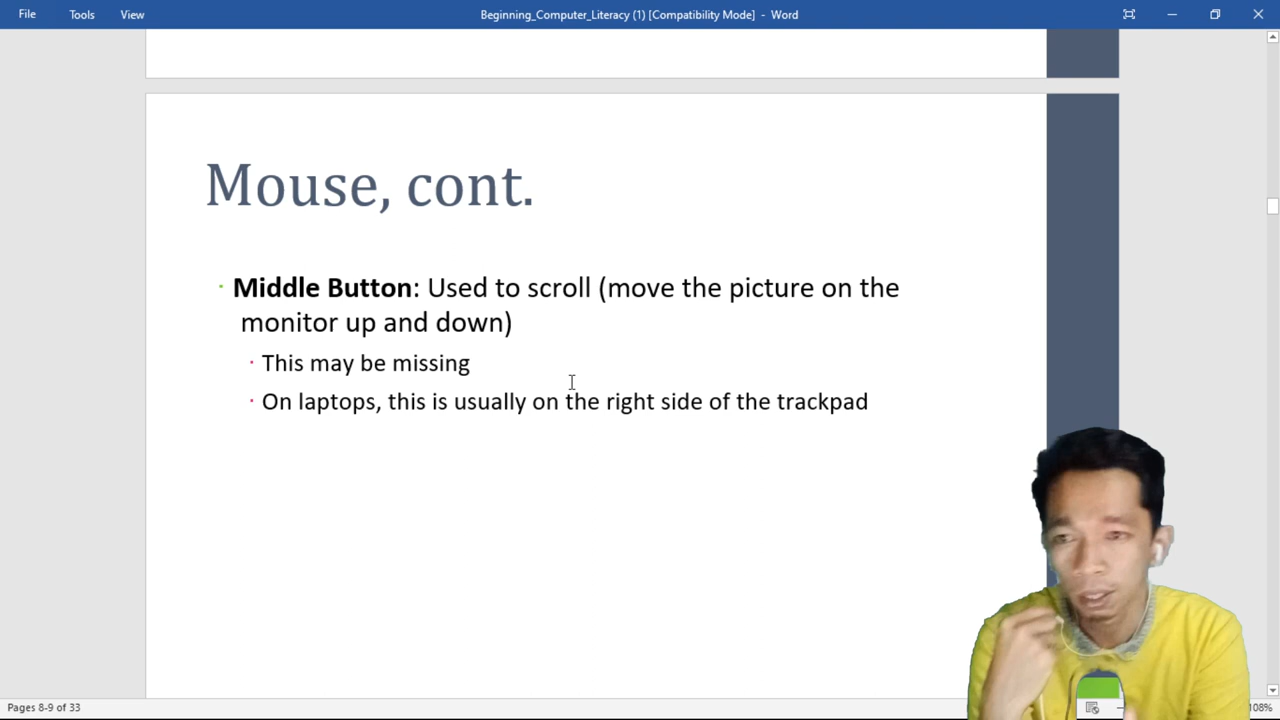 File Tools View Beginning_Computer_Literacy (1) [Compatibility Mode] - Word
Mouse, cont.
· Middle Button: Used to scroll (move the picture on the
monitor up and down)
· This may be missing
· On laptops, this is usually on the right side of the trackpad
Pages 8-9 of 33 108%